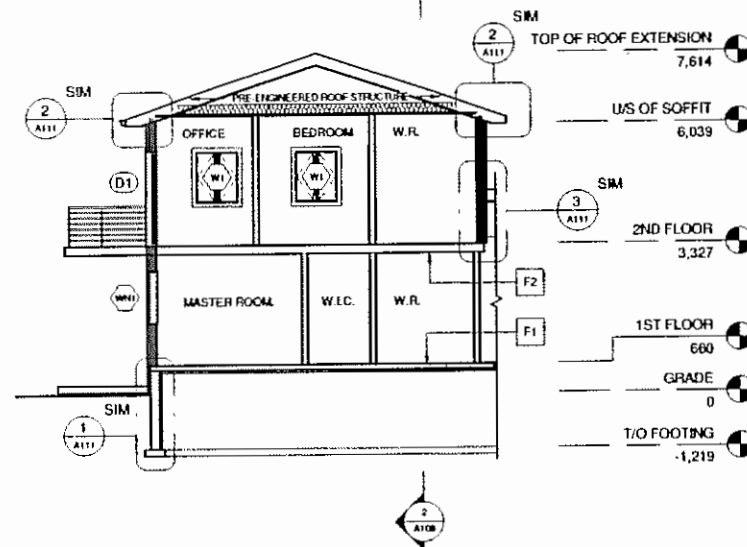 SIM
2
A111
TOP OF ROOF EXTENSION
7,614
SIM
2
A111
PRE ENGINEERED ROOF STRUCTURE
U/S OF SOFFIT
6,039
OFFICE
BEDROOM
W.R.
W1
W1
D1
SIM
3
A111
2ND FLOOR
3,327
F2
WN1
MASTER ROOM
W.I.C.
W.R.
F1
1ST FLOOR
660
GRADE
0
SIM
1
A111
T/O FOOTING
-1,219
2
A108